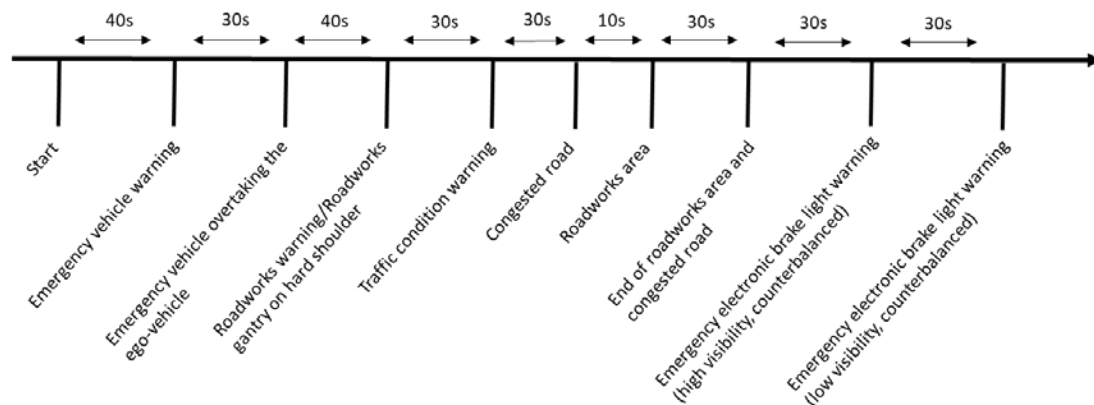 40s
30s
40s
30s
30s
10s
30s
30s
30s
Start
Emergency vehicle warning
Emergency vehicle overtaking the
ego-vehicle
Roadworks warning/Roadworks
gantry on hard shoulder
Traffic condition warning
Congested road
Roadworks area
End of roadworks area and
congested road
Emergency electronic brake light warning
(high visibility, counterbalanced)
Emergency electronic brake light warning
(low visibility, counterbalanced)